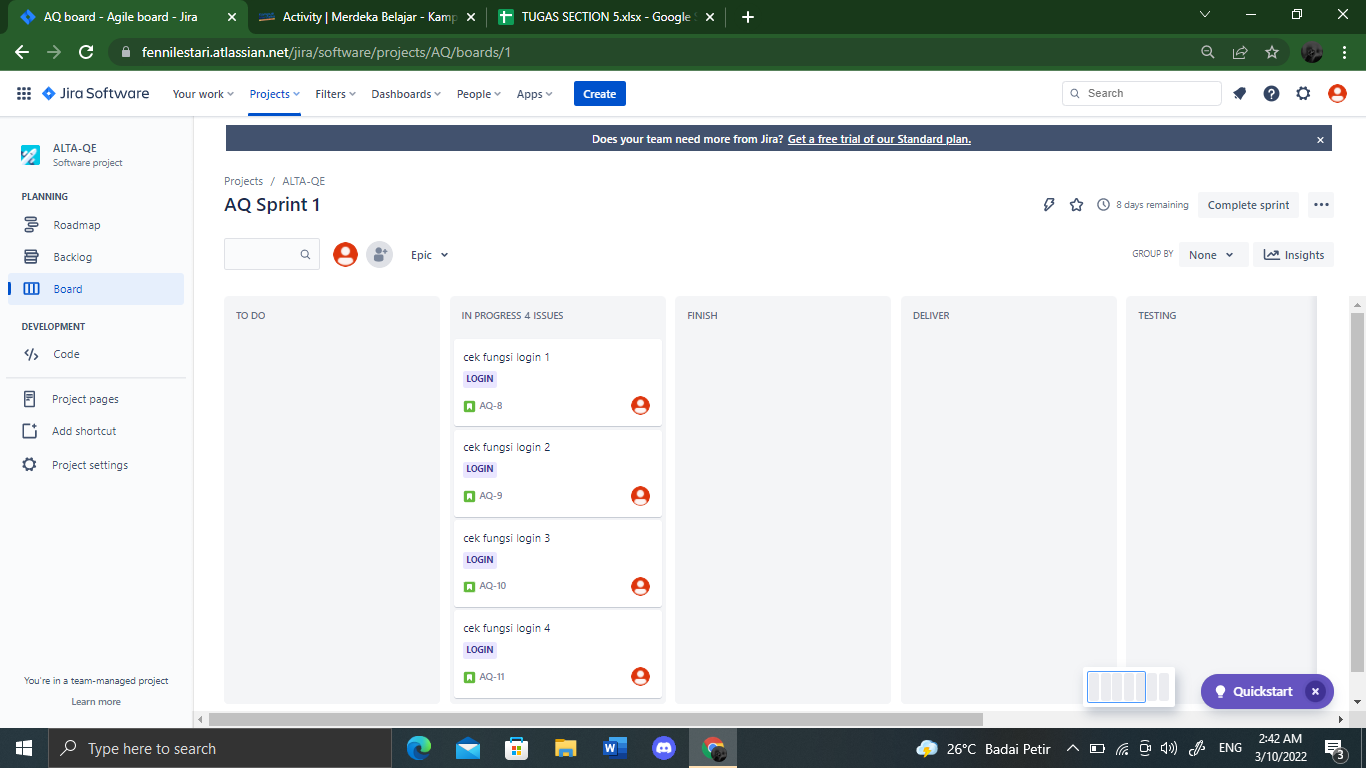 AQ board - Agile board - Jira
Activity | Merdeka Belajar - Kamp
TUGAS SECTION 5.xlsx - Google S
fennilestari.atlassian.net/jira/software/projects/AQ/boards/1
Jira Software
Your work
Projects
Filters
Dashboards
People
Apps
Create
Search
ALTA-QE
Software project
Does your team need more from Jira? Get a free trial of our Standard plan.
PLANNING
Roadmap
Backlog
Board
DEVELOPMENT
Code
Project pages
Add shortcut
Project settings
You're in a team-managed project
Learn more
Projects / ALTA-QE
AQ Sprint 1
8 days remaining
Complete sprint
Epic
GROUP BY
None
Insights
TO DO
IN PROGRESS 4 ISSUES
FINISH
DELIVER
TESTING
cek fungsi login 1
LOGIN
AQ-8
cek fungsi login 2
LOGIN
AQ-9
cek fungsi login 3
LOGIN
AQ-10
cek fungsi login 4
LOGIN
AQ-11
Quickstart
Type here to search
26°C Badai Petir
ENG
2:42 AM
3/10/2022
3